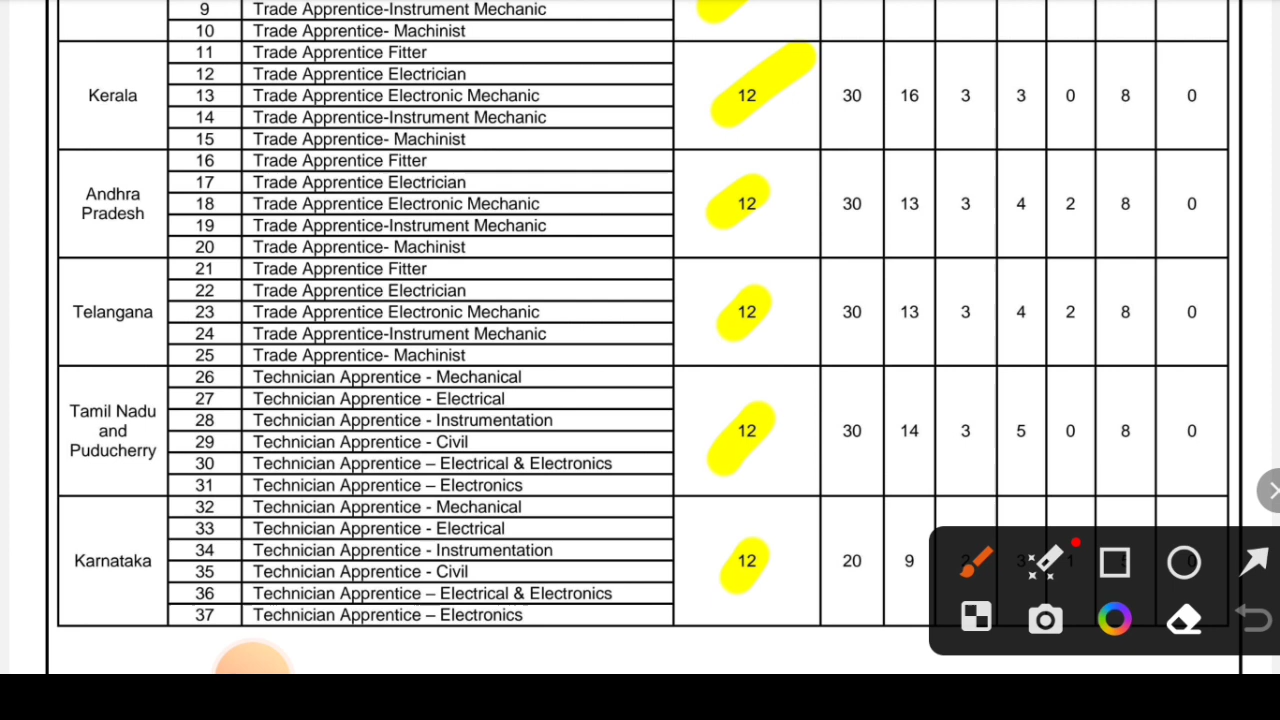 9 Trade Apprentice-Instrument Mechanic
10 Trade Apprentice- Machinist
Kerala
11 Trade Apprentice Fitter
12 Trade Apprentice Electrician
13 Trade Apprentice Electronic Mechanic
14 Trade Apprentice-Instrument Mechanic
15 Trade Apprentice- Machinist
12 30 16 3 3 0 8 0
Andhra
Pradesh
16 Trade Apprentice Fitter
17 Trade Apprentice Electrician
18 Trade Apprentice Electronic Mechanic
19 Trade Apprentice-Instrument Mechanic
20 Trade Apprentice- Machinist
12 30 13 3 4 2 8 0
Telangana
21 Trade Apprentice Fitter
22 Trade Apprentice Electrician
23 Trade Apprentice Electronic Mechanic
24 Trade Apprentice-Instrument Mechanic
25 Trade Apprentice- Machinist
12 30 13 3 4 2 8 0
Tamil Nadu
and
Puducherry
26 Technician Apprentice - Mechanical
27 Technician Apprentice - Electrical
28 Technician Apprentice - Instrumentation
29 Technician Apprentice - Civil
30 Technician Apprentice – Electrical & Electronics
31 Technician Apprentice – Electronics
12 30 14 3 5 0 8 0
Karnataka
32 Technician Apprentice - Mechanical
33 Technician Apprentice - Electrical
34 Technician Apprentice - Instrumentation
35 Technician Apprentice - Civil
36 Technician Apprentice – Electrical & Electronics
37 Technician Apprentice – Electronics
12 20 9